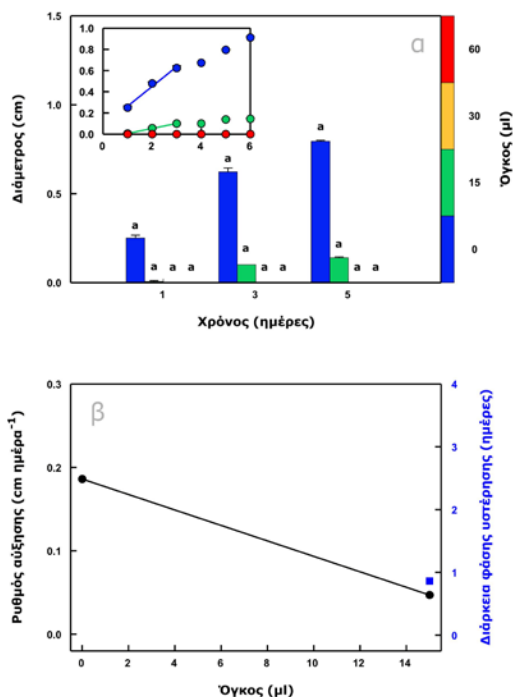 α
1.5
1.0
0.5
0.0
Διάμετρος (cm)
1.0
0.8
0.6
0.4
0.2
0.0
0 1 2 3 4 5 6
a
a
a a
a
a
a a
a
a
a a
1 3 5
Χρόνος (ημέρες)
60
30
15
0
Όγκος (μl)
β
0.3
0.2
0.1
0.0
Ρυθμός αύξησης (cm ημέρα⁻¹)
4
3
2
1
0
Διάρκεια φάσης υστέρησης (ημέρες)
0 2 4 6 8 10 12 14
Όγκος (μl)